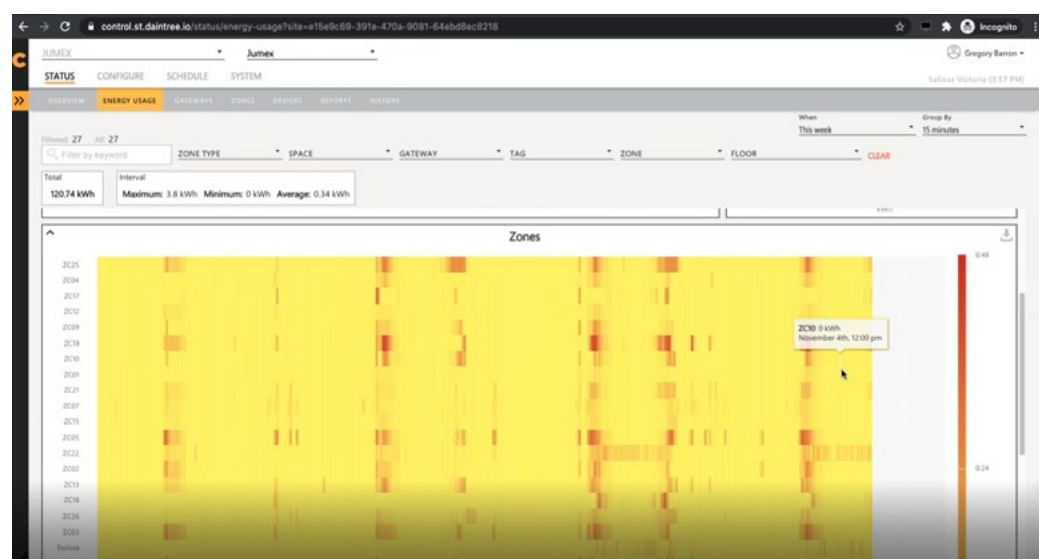 control.st.daintree.io/status/energy-usage?site=e15e9c69-391e-470a-9081-64ebd8ec8218
Incognito
JUMEX
Jumex
Gregory Barron
STATUS CONFIGURE SCHEDULE SYSTEM
Salinas Victoria (3:57 PM)
OVERVIEW ENERGY USAGE GATEWAYS ZONES DEVICES REPORTS HISTORY
When
This week
Group By
15 minutes
Filtered: 27 All: 27
Filter by keyword
ZONE TYPE SPACE GATEWAY TAG ZONE FLOOR CLEAR
Total
120.74 kWh
Interval
Maximum: 3.8 kWh Minimum: 0 kWh Average: 0.34 kWh
Zones
0.48
ZC25
ZC04
ZC17
ZC12
ZC09
ZC10: 0 kWh
November 4th, 12:00 pm
ZC19
ZC10
ZC01
ZC21
ZC07
ZC15
ZC05
ZC22
ZC02
0.24
ZC13
ZC18
ZC26
ZC03